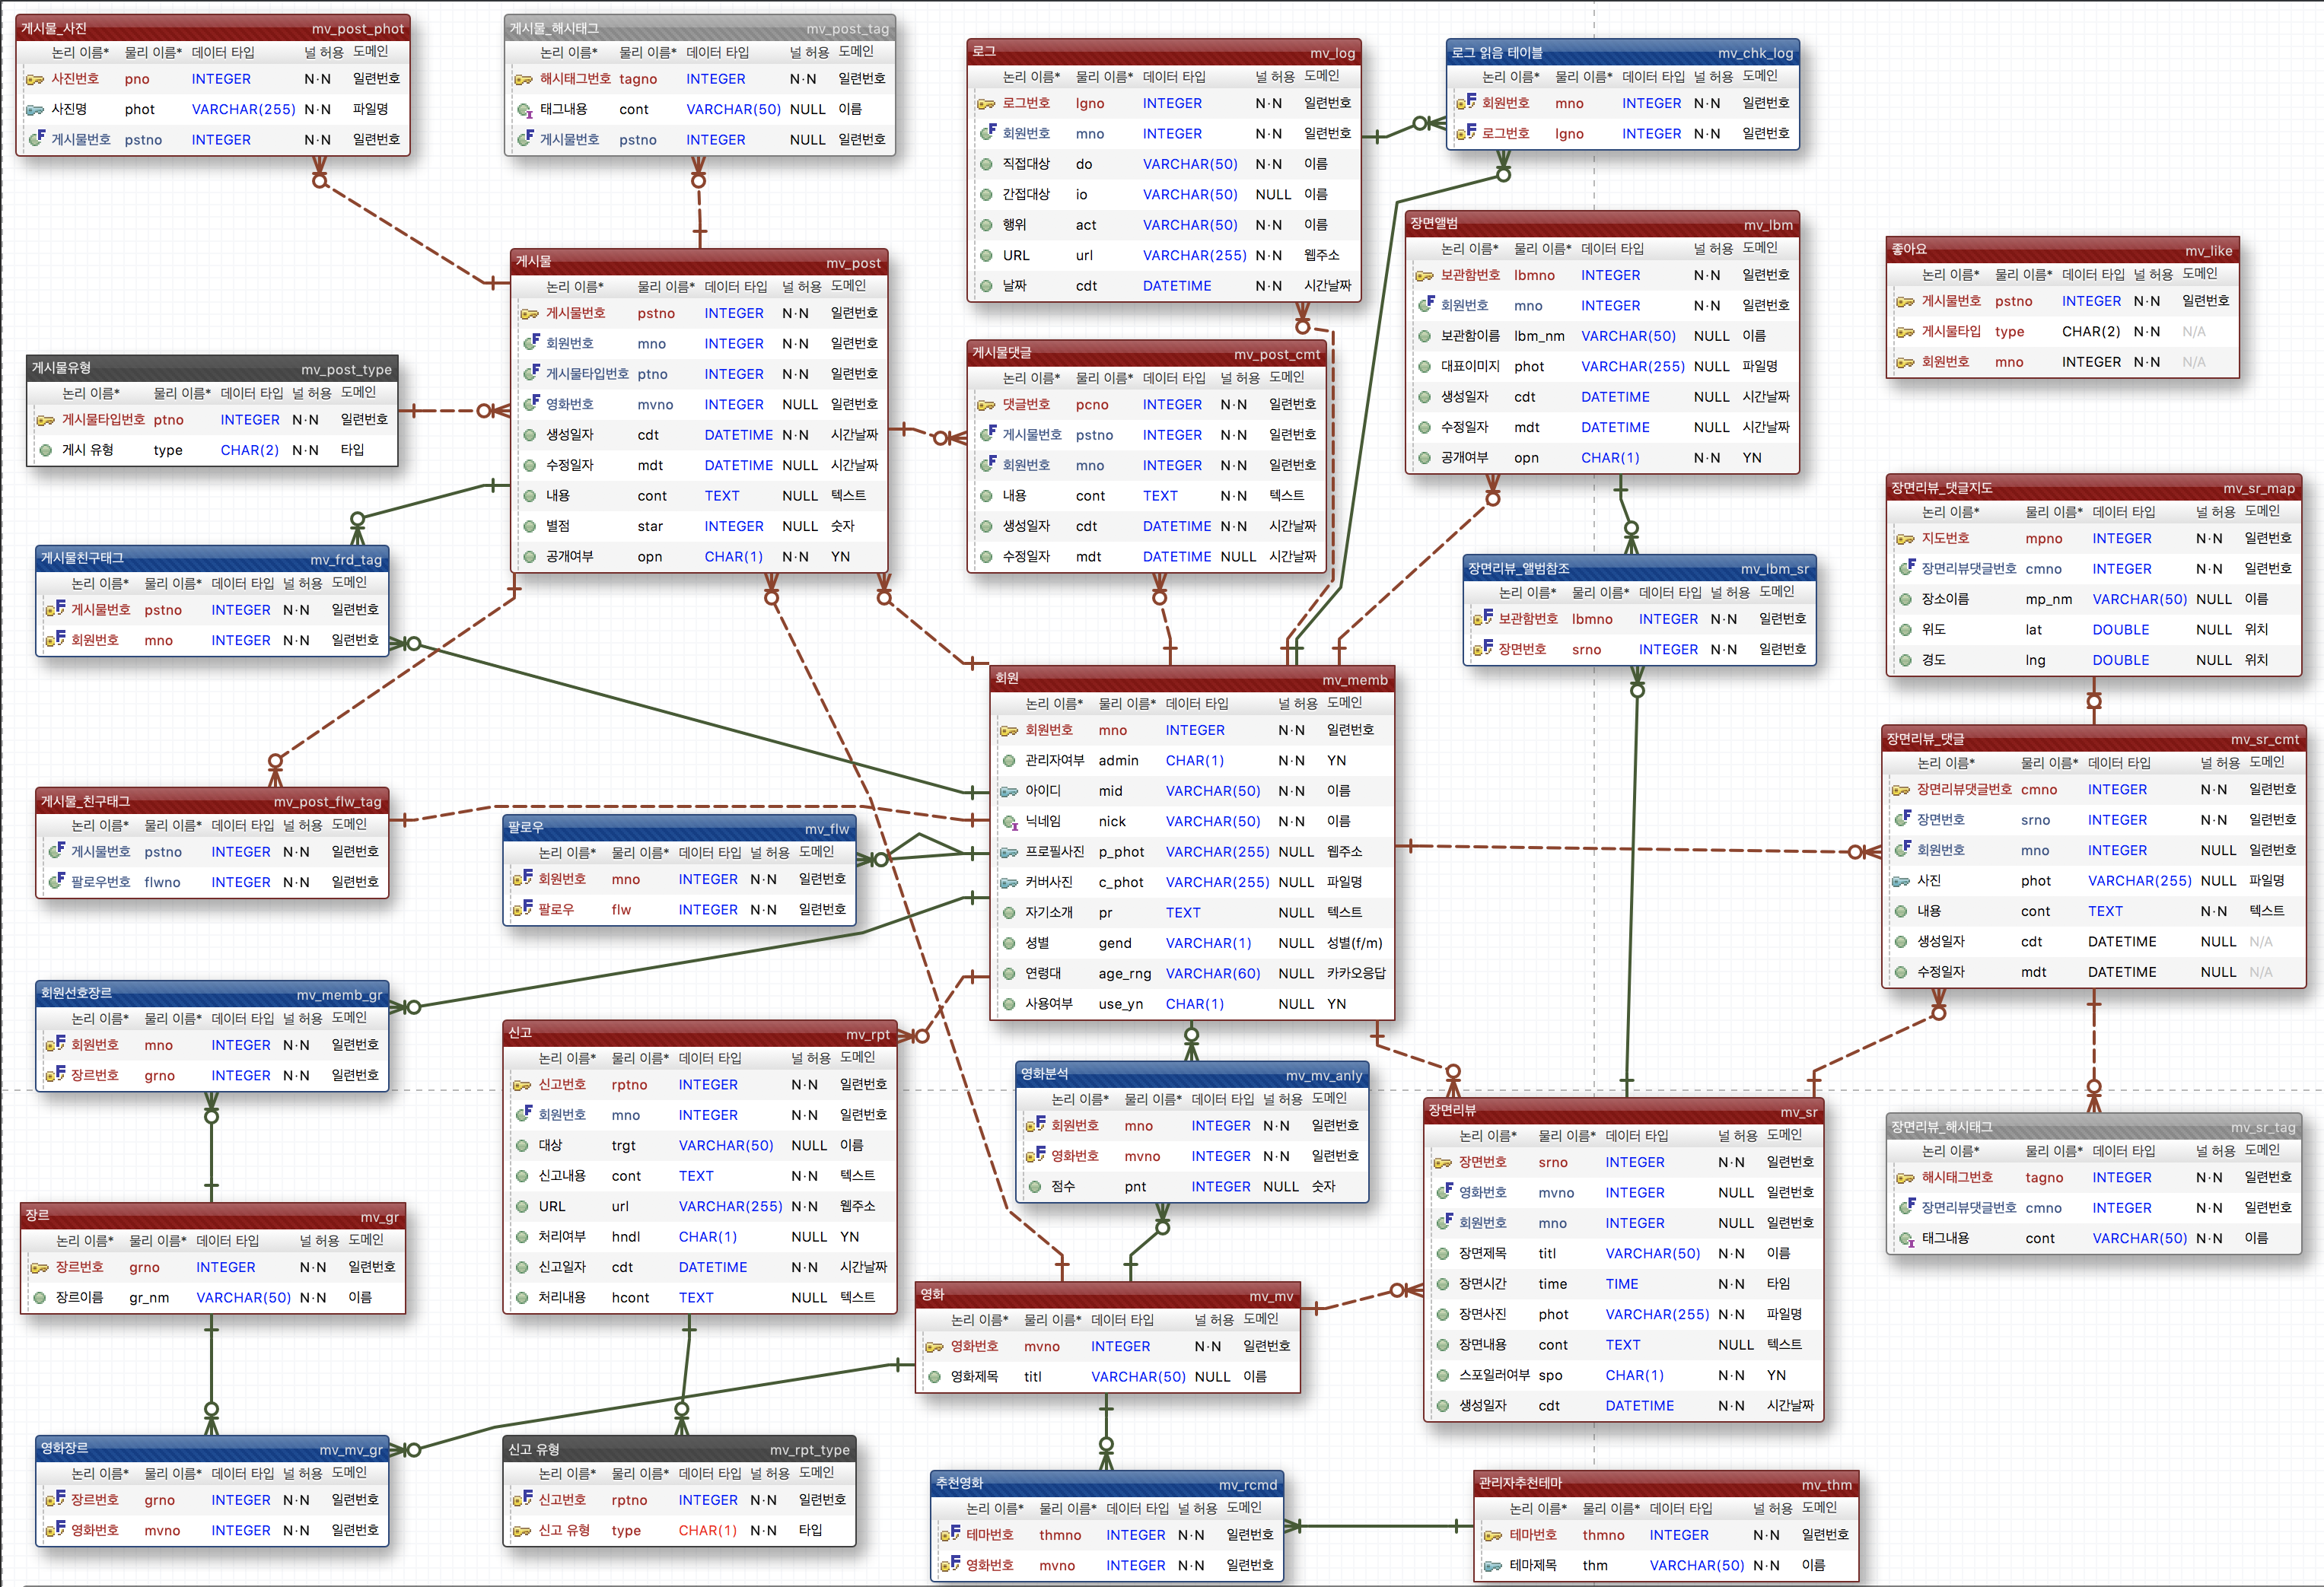 게시물_사진 mv_post_phot
논리 이름* 물리 이름* 데이터 타입 널 허용 도메인
사진번호 pno INTEGER N·N 일련번호
사진명 phot VARCHAR(255) N·N 파일명
게시물번호 pstno INTEGER N·N 일련번호
게시물_해시태그 mv_post_tag
논리 이름* 물리 이름* 데이터 타입 널 허용 도메인
해시태그번호 tagno INTEGER N·N 일련번호
태그내용 cont VARCHAR(50) NULL 이름
게시물번호 pstno INTEGER NULL 일련번호
로그 mv_log
논리 이름* 물리 이름* 데이터 타입 널 허용 도메인
로그번호 lgno INTEGER N·N 일련번호
회원번호 mno INTEGER N·N 일련번호
직접대상 do VARCHAR(50) N·N 이름
간접대상 io VARCHAR(50) NULL 이름
행위 act VARCHAR(50) N·N 이름
URL url VARCHAR(255) N·N 웹주소
날짜 cdt DATETIME N·N 시간날짜
로그 읽음 테이블 mv_chk_log
논리 이름* 물리 이름* 데이터 타입 널 허용 도메인
회원번호 mno INTEGER N·N 일련번호
로그번호 lgno INTEGER N·N 일련번호
장면앨범 mv_lbm
논리 이름* 물리 이름* 데이터 타입 널 허용 도메인
보관함번호 lbmno INTEGER N·N 일련번호
회원번호 mno INTEGER N·N 일련번호
보관함이름 lbm_nm VARCHAR(50) NULL 이름
대표이미지 phot VARCHAR(255) NULL 파일명
생성일자 cdt DATETIME NULL 시간날짜
수정일자 mdt DATETIME NULL 시간날짜
공개여부 opn CHAR(1) N·N YN
좋아요 mv_like
논리 이름* 물리 이름* 데이터 타입 널 허용 도메인
게시물번호 pstno INTEGER N·N 일련번호
게시물타입 type CHAR(2) N·N N/A
회원번호 mno INTEGER N·N N/A
게시물 mv_post
논리 이름* 물리 이름* 데이터 타입 널 허용 도메인
게시물번호 pstno INTEGER N·N 일련번호
회원번호 mno INTEGER N·N 일련번호
게시물타입번호 ptno INTEGER N·N 일련번호
영화번호 mvno INTEGER NULL 일련번호
생성일자 cdt DATETIME N·N 시간날짜
수정일자 mdt DATETIME NULL 시간날짜
내용 cont TEXT NULL 텍스트
별점 star INTEGER NULL 숫자
공개여부 opn CHAR(1) N·N YN
게시물유형 mv_post_type
논리 이름* 물리 이름* 데이터 타입 널 허용 도메인
게시물타입번호 ptno INTEGER N·N 일련번호
게시 유형 type CHAR(2) N·N 타입
게시물댓글 mv_post_cmt
논리 이름* 물리 이름* 데이터 타입 널 허용 도메인
댓글번호 pcno INTEGER N·N 일련번호
게시물번호 pstno INTEGER N·N 일련번호
회원번호 mno INTEGER N·N 일련번호
내용 cont TEXT N·N 텍스트
생성일자 cdt DATETIME N·N 시간날짜
수정일자 mdt DATETIME NULL 시간날짜
장면리뷰_댓글지도 mv_sr_map
논리 이름* 물리 이름* 데이터 타입 널 허용 도메인
지도번호 mpno INTEGER N·N 일련번호
장면리뷰댓글번호 cmno INTEGER N·N 일련번호
장소이름 mp_nm VARCHAR(50) NULL 이름
위도 lat DOUBLE NULL 위치
경도 lng DOUBLE NULL 위치
게시물친구태그 mv_frd_tag
논리 이름* 물리 이름* 데이터 타입 널 허용 도메인
게시물번호 pstno INTEGER N·N 일련번호
회원번호 mno INTEGER N·N 일련번호
장면리뷰_앨범참조 mv_lbm_sr
논리 이름* 물리 이름* 데이터 타입 널 허용 도메인
보관함번호 lbmno INTEGER N·N 일련번호
장면번호 srno INTEGER N·N 일련번호
회원 mv_memb
논리 이름* 물리 이름* 데이터 타입 널 허용 도메인
회원번호 mno INTEGER N·N 일련번호
관리자여부 admin CHAR(1) N·N YN
아이디 mid VARCHAR(50) N·N 이름
닉네임 nick VARCHAR(50) N·N 이름
프로필사진 p_phot VARCHAR(255) NULL 웹주소
커버사진 c_phot VARCHAR(255) NULL 파일명
자기소개 pr TEXT NULL 텍스트
성별 gend VARCHAR(1) NULL 성별(f/m)
연령대 age_rng VARCHAR(60) NULL 카카오응답
사용여부 use_yn CHAR(1) NULL YN
장면리뷰_댓글 mv_sr_cmt
논리 이름* 물리 이름* 데이터 타입 널 허용 도메인
장면리뷰댓글번호 cmno INTEGER N·N 일련번호
장면번호 srno INTEGER N·N 일련번호
회원번호 mno INTEGER NULL 일련번호
사진 phot VARCHAR(255) NULL 파일명
내용 cont TEXT N·N 텍스트
생성일자 cdt DATETIME NULL N/A
수정일자 mdt DATETIME NULL N/A
게시물_친구태그 mv_post_flw_tag
논리 이름* 물리 이름* 데이터 타입 널 허용 도메인
게시물번호 pstno INTEGER N·N 일련번호
팔로우번호 flwno INTEGER N·N 일련번호
팔로우 mv_flw
논리 이름* 물리 이름* 데이터 타입 널 허용 도메인
회원번호 mno INTEGER N·N 일련번호
팔로우 flw INTEGER N·N 일련번호
회원선호장르 mv_memb_gr
논리 이름* 물리 이름* 데이터 타입 널 허용 도메인
회원번호 mno INTEGER N·N 일련번호
장르번호 grno INTEGER N·N 일련번호
신고 mv_rpt
논리 이름* 물리 이름* 데이터 타입 널 허용 도메인
신고번호 rptno INTEGER N·N 일련번호
회원번호 mno INTEGER N·N 일련번호
대상 trgt VARCHAR(50) NULL 이름
신고내용 cont TEXT N·N 텍스트
URL url VARCHAR(255) N·N 웹주소
처리여부 hndl CHAR(1) NULL YN
신고일자 cdt DATETIME N·N 시간날짜
처리내용 hcont TEXT NULL 텍스트
영화분석 mv_mv_anly
논리 이름* 물리 이름* 데이터 타입 널 허용 도메인
회원번호 mno INTEGER N·N 일련번호
영화번호 mvno INTEGER N·N 일련번호
점수 pnt INTEGER NULL 숫자
장면리뷰 mv_sr
논리 이름* 물리 이름* 데이터 타입 널 허용 도메인
장면번호 srno INTEGER N·N 일련번호
영화번호 mvno INTEGER NULL 일련번호
회원번호 mno INTEGER NULL 일련번호
장면제목 titl VARCHAR(50) N·N 이름
장면시간 time TIME N·N 타임
장면사진 phot VARCHAR(255) N·N 파일명
장면내용 cont TEXT NULL 텍스트
스포일러여부 spo CHAR(1) N·N YN
생성일자 cdt DATETIME N·N 시간날짜
장면리뷰_해시태그 mv_sr_tag
논리 이름* 물리 이름* 데이터 타입 널 허용 도메인
해시태그번호 tagno INTEGER N·N 일련번호
장면리뷰댓글번호 cmno INTEGER N·N 일련번호
태그내용 cont VARCHAR(50) N·N 이름
장르 mv_gr
논리 이름* 물리 이름* 데이터 타입 널 허용 도메인
장르번호 grno INTEGER N·N 일련번호
장르이름 gr_nm VARCHAR(50) N·N 이름
영화 mv_mv
논리 이름* 물리 이름* 데이터 타입 널 허용 도메인
영화번호 mvno INTEGER N·N 일련번호
영화제목 titl VARCHAR(50) NULL 이름
영화장르 mv_mv_gr
논리 이름* 물리 이름* 데이터 타입 널 허용 도메인
장르번호 grno INTEGER N·N 일련번호
영화번호 mvno INTEGER N·N 일련번호
신고 유형 mv_rpt_type
논리 이름* 물리 이름* 데이터 타입 널 허용 도메인
신고번호 rptno INTEGER N·N 일련번호
신고 유형 type CHAR(1) N·N 타입
추천영화 mv_rcmd
논리 이름* 물리 이름* 데이터 타입 널 허용 도메인
테마번호 thmno INTEGER N·N 일련번호
영화번호 mvno INTEGER N·N 일련번호
관리자추천테마 mv_thm
논리 이름* 물리 이름* 데이터 타입 널 허용 도메인
테마번호 thmno INTEGER N·N 일련번호
테마제목 thm VARCHAR(50) N·N 이름